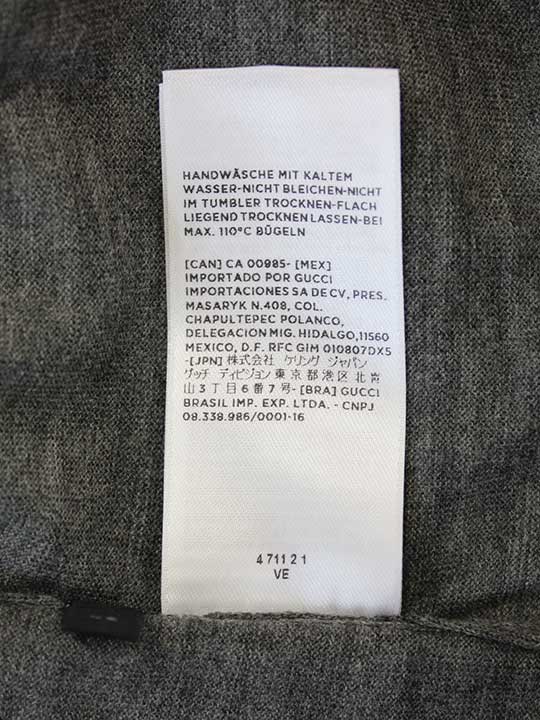 HANDWÄSCHE MIT KALTEM
WASSER-NICHT BLEICHEN-NICHT
IM TUMBLER TROCKNEN-FLACH
LIEGEND TROCKNEN LASSEN-BEI
MAX. 110°C BÜGELN
[CAN] CA 00985- [MEX]
IMPORTADO POR GUCCI
IMPORTACIONES SA DE CV, PRES.
MASARYK N.408, COL.
CHAPULTEPEC POLANCO,
DELEGACION MIG. HIDALGO,11560
MEXICO, D.F. RFC GIM 010807DX5
-[JPN] 株式会社 ケリング ジャパン
グッチ ディビジョン 東京都港区北青
山3丁目6番7号- [BRA] GUCCI
BRASIL IMP. EXP. LTDA. - CNPJ
08.338.986/0001-16
471121
VE